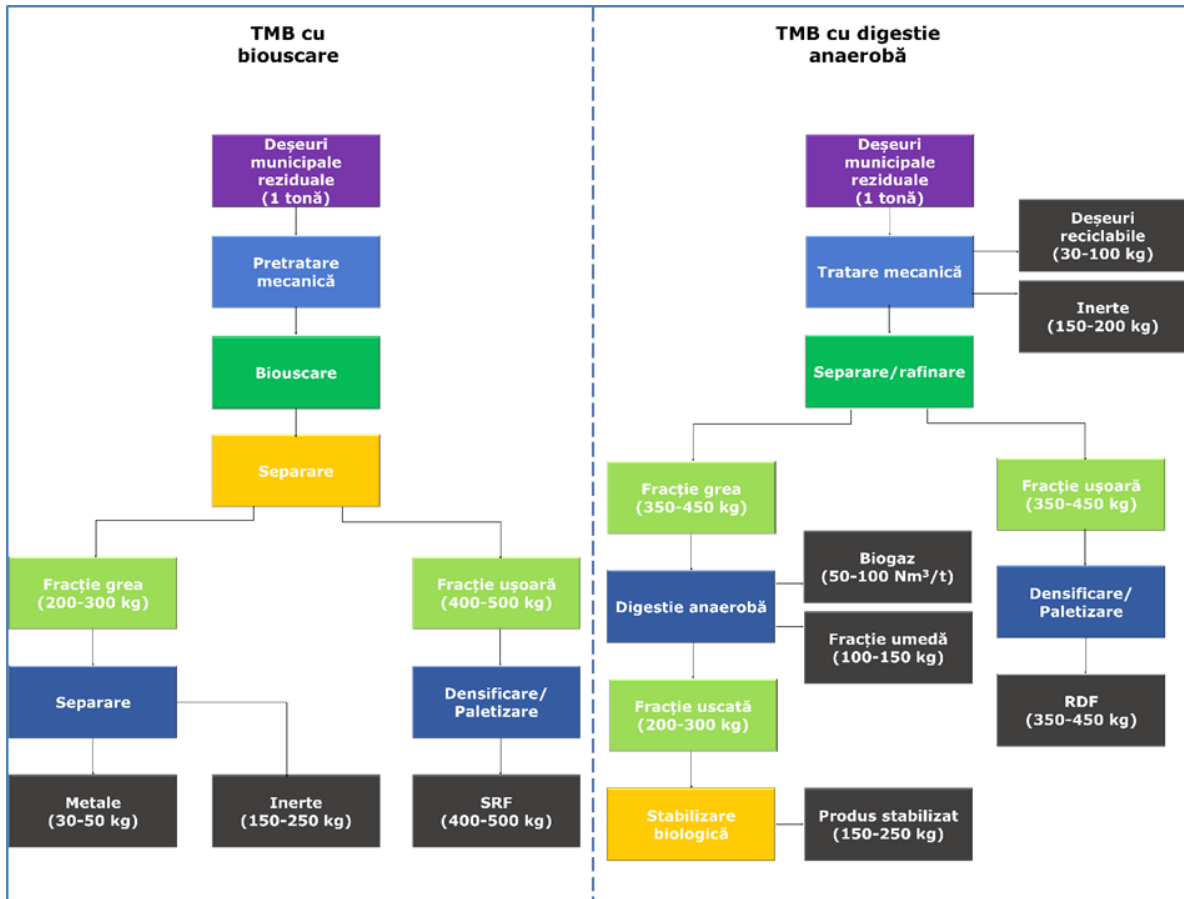 TMB cu
biouscare
Deșeuri
municipale
reziduale
(1 tonă)
Pretratare
mecanică
Biouscare
Separare
Fracție grea
(200-300 kg)
Fracție ușoară
(400-500 kg)
Separare
Densificare/
Paletizare
Metale
(30-50 kg)
Inerte
(150-250 kg)
SRF
(400-500 kg)
TMB cu digestie
anaerobă
Deșeuri
municipale
reziduale
(1 tonă)
Tratare mecanică
Deșeuri
reciclabile
(30-100 kg)
Inerte
(150-200 kg)
Separare/rafinare
Fracție grea
(350-450 kg)
Fracție ușoară
(350-450 kg)
Digestie anaerobă
Biogaz
(50-100 Nm³/t)
Fracție umedă
(100-150 kg)
Densificare/
Paletizare
Fracție uscată
(200-300 kg)
RDF
(350-450 kg)
Stabilizare
biologică
Produs stabilizat
(150-250 kg)